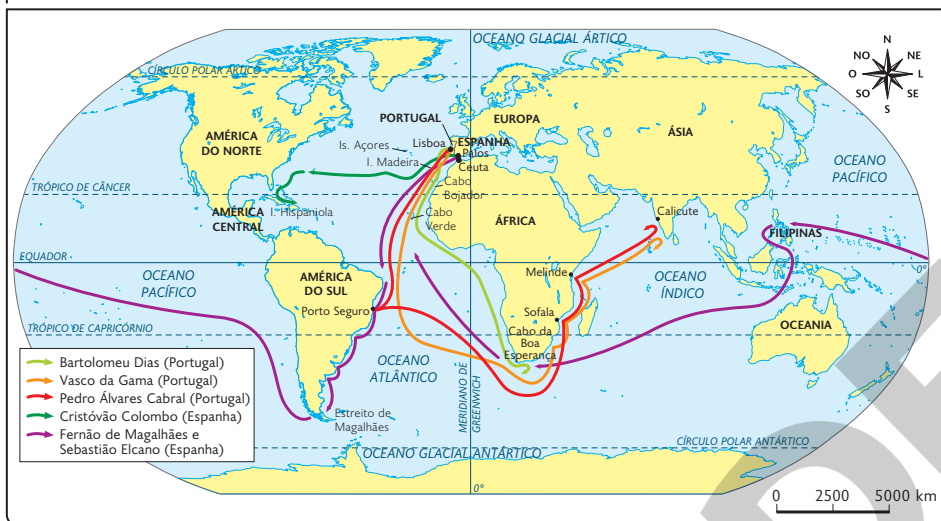 OCEANO GLACIAL ÁRTICO
N
NO
NE
O
L
SO
SE
S
CÍRCULO POLAR ÁRTICO
PORTUGAL
EUROPA
AMÉRICA
DO NORTE
Is. Açores
Lisboa
ESPANHA
Palos
Ceuta
I. Madeira
ÁSIA
OCEANO
PACÍFICO
Cabo
Bojador
TRÓPICO DE CÂNCER
AMÉRICA
CENTRAL
I. Hispaniola
Cabo
Verde
ÁFRICA
Calicute
FILIPINAS
EQUADOR
0°
OCEANO
PACÍFICO
AMÉRICA
DO SUL
Porto Seguro
Melinde
OCEANO
ÍNDICO
Sofala
Cabo da
Boa
Esperança
OCEANIA
TRÓPICO DE CAPRICÓRNIO
OCEANO
ATLÂNTICO
MERIDIANO DE
GREENWICH
Estreito de
Magalhães
Bartolomeu Dias (Portugal)
Vasco da Gama (Portugal)
Pedro Álvares Cabral (Portugal)
Cristóvão Colombo (Espanha)
Fernão de Magalhães e
Sebastião Elcano (Espanha)
CÍRCULO POLAR ANTÁRTICO
OCEANO GLACIAL ANTÁRTICO
0°
0 2500 5000 km